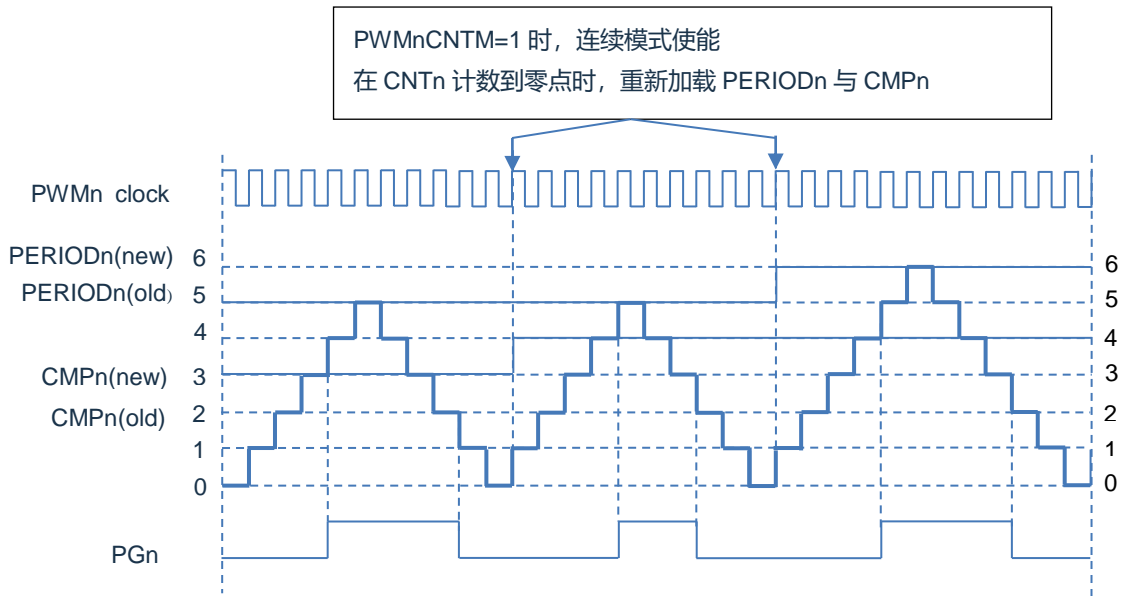 PWMnCNTM=1 时，连续模式使能
在 CNTn 计数到零点时，重新加载 PERIODn 与 CMPn
PWMn clock
PERIODn(new) 6 6
PERIODn(old） 5 5
4 4
CMPn(new) 3 3
CMPn(old) 2 2
1 1
0 0
PGn